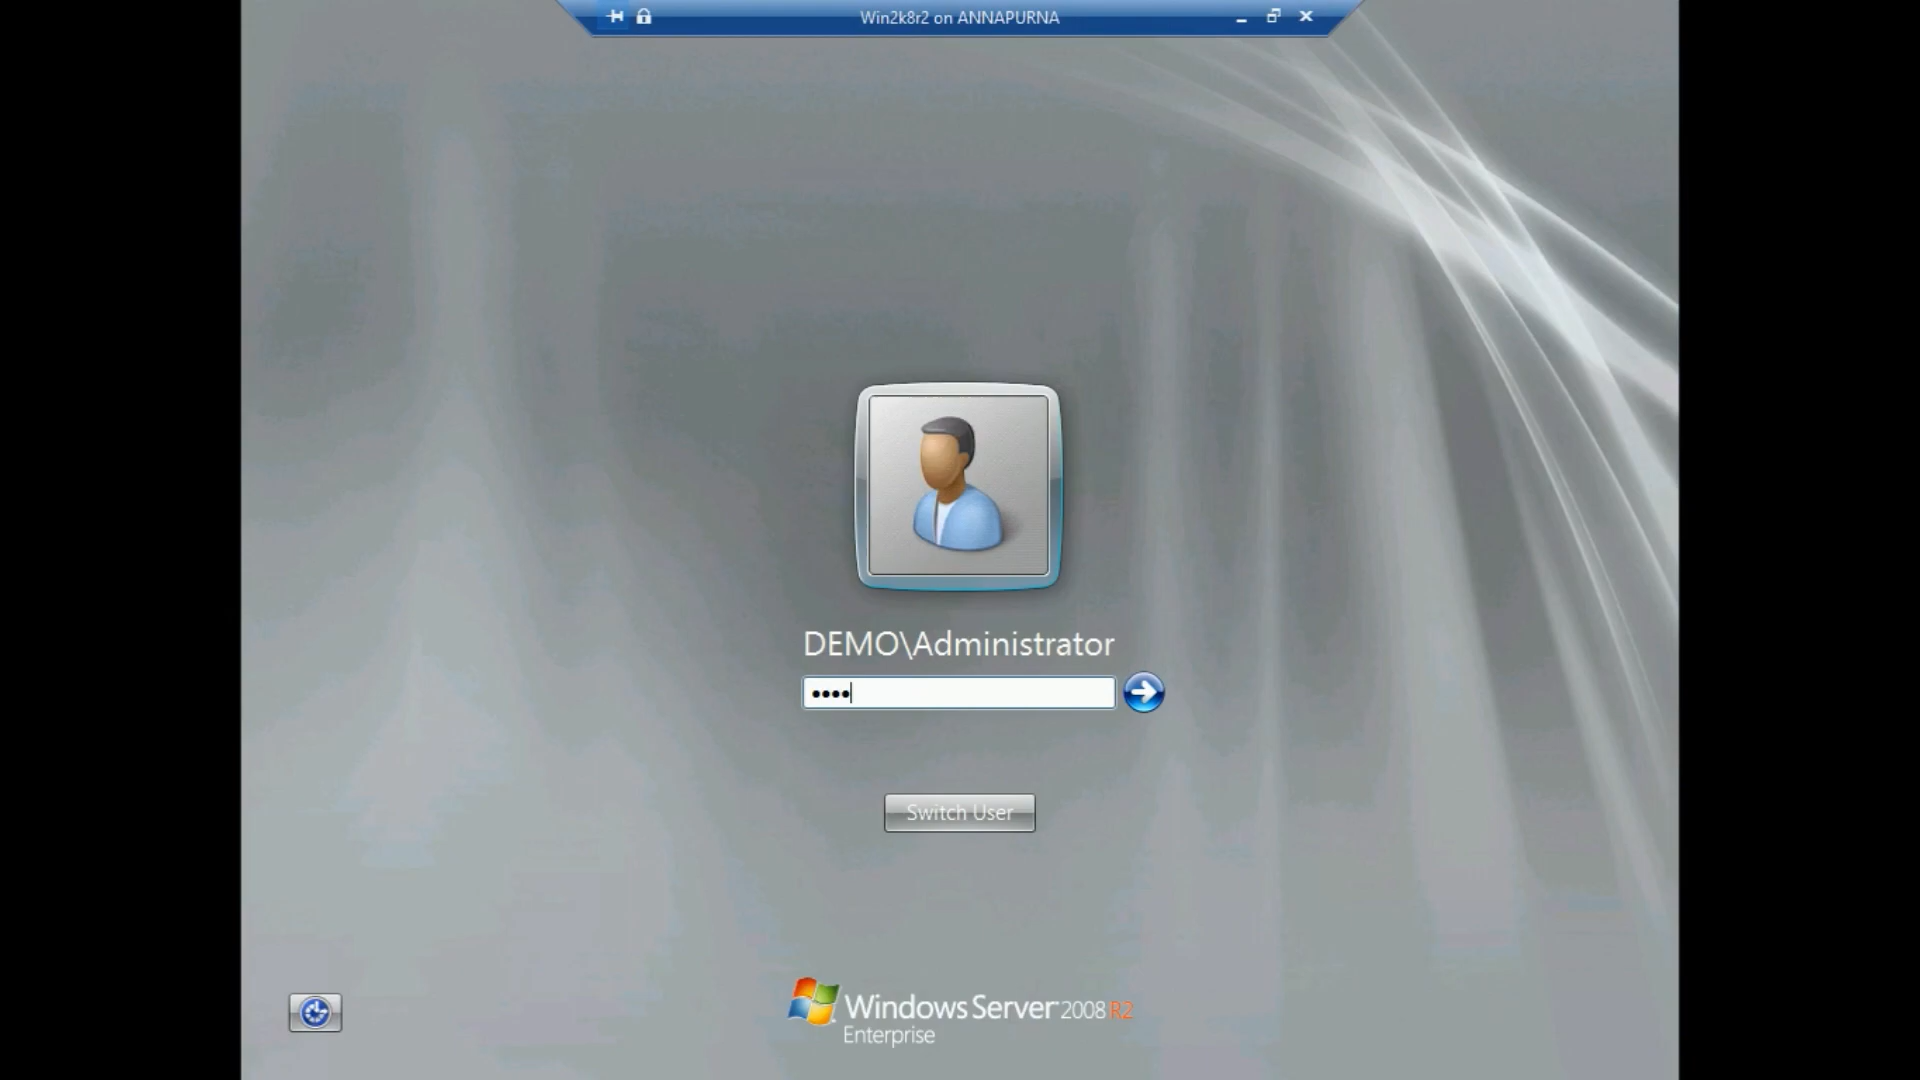 Win2k8r2 on ANNAPURNA
DEMO\Administrator
••••
Switch User
Windows Server 2008 R2
Enterprise